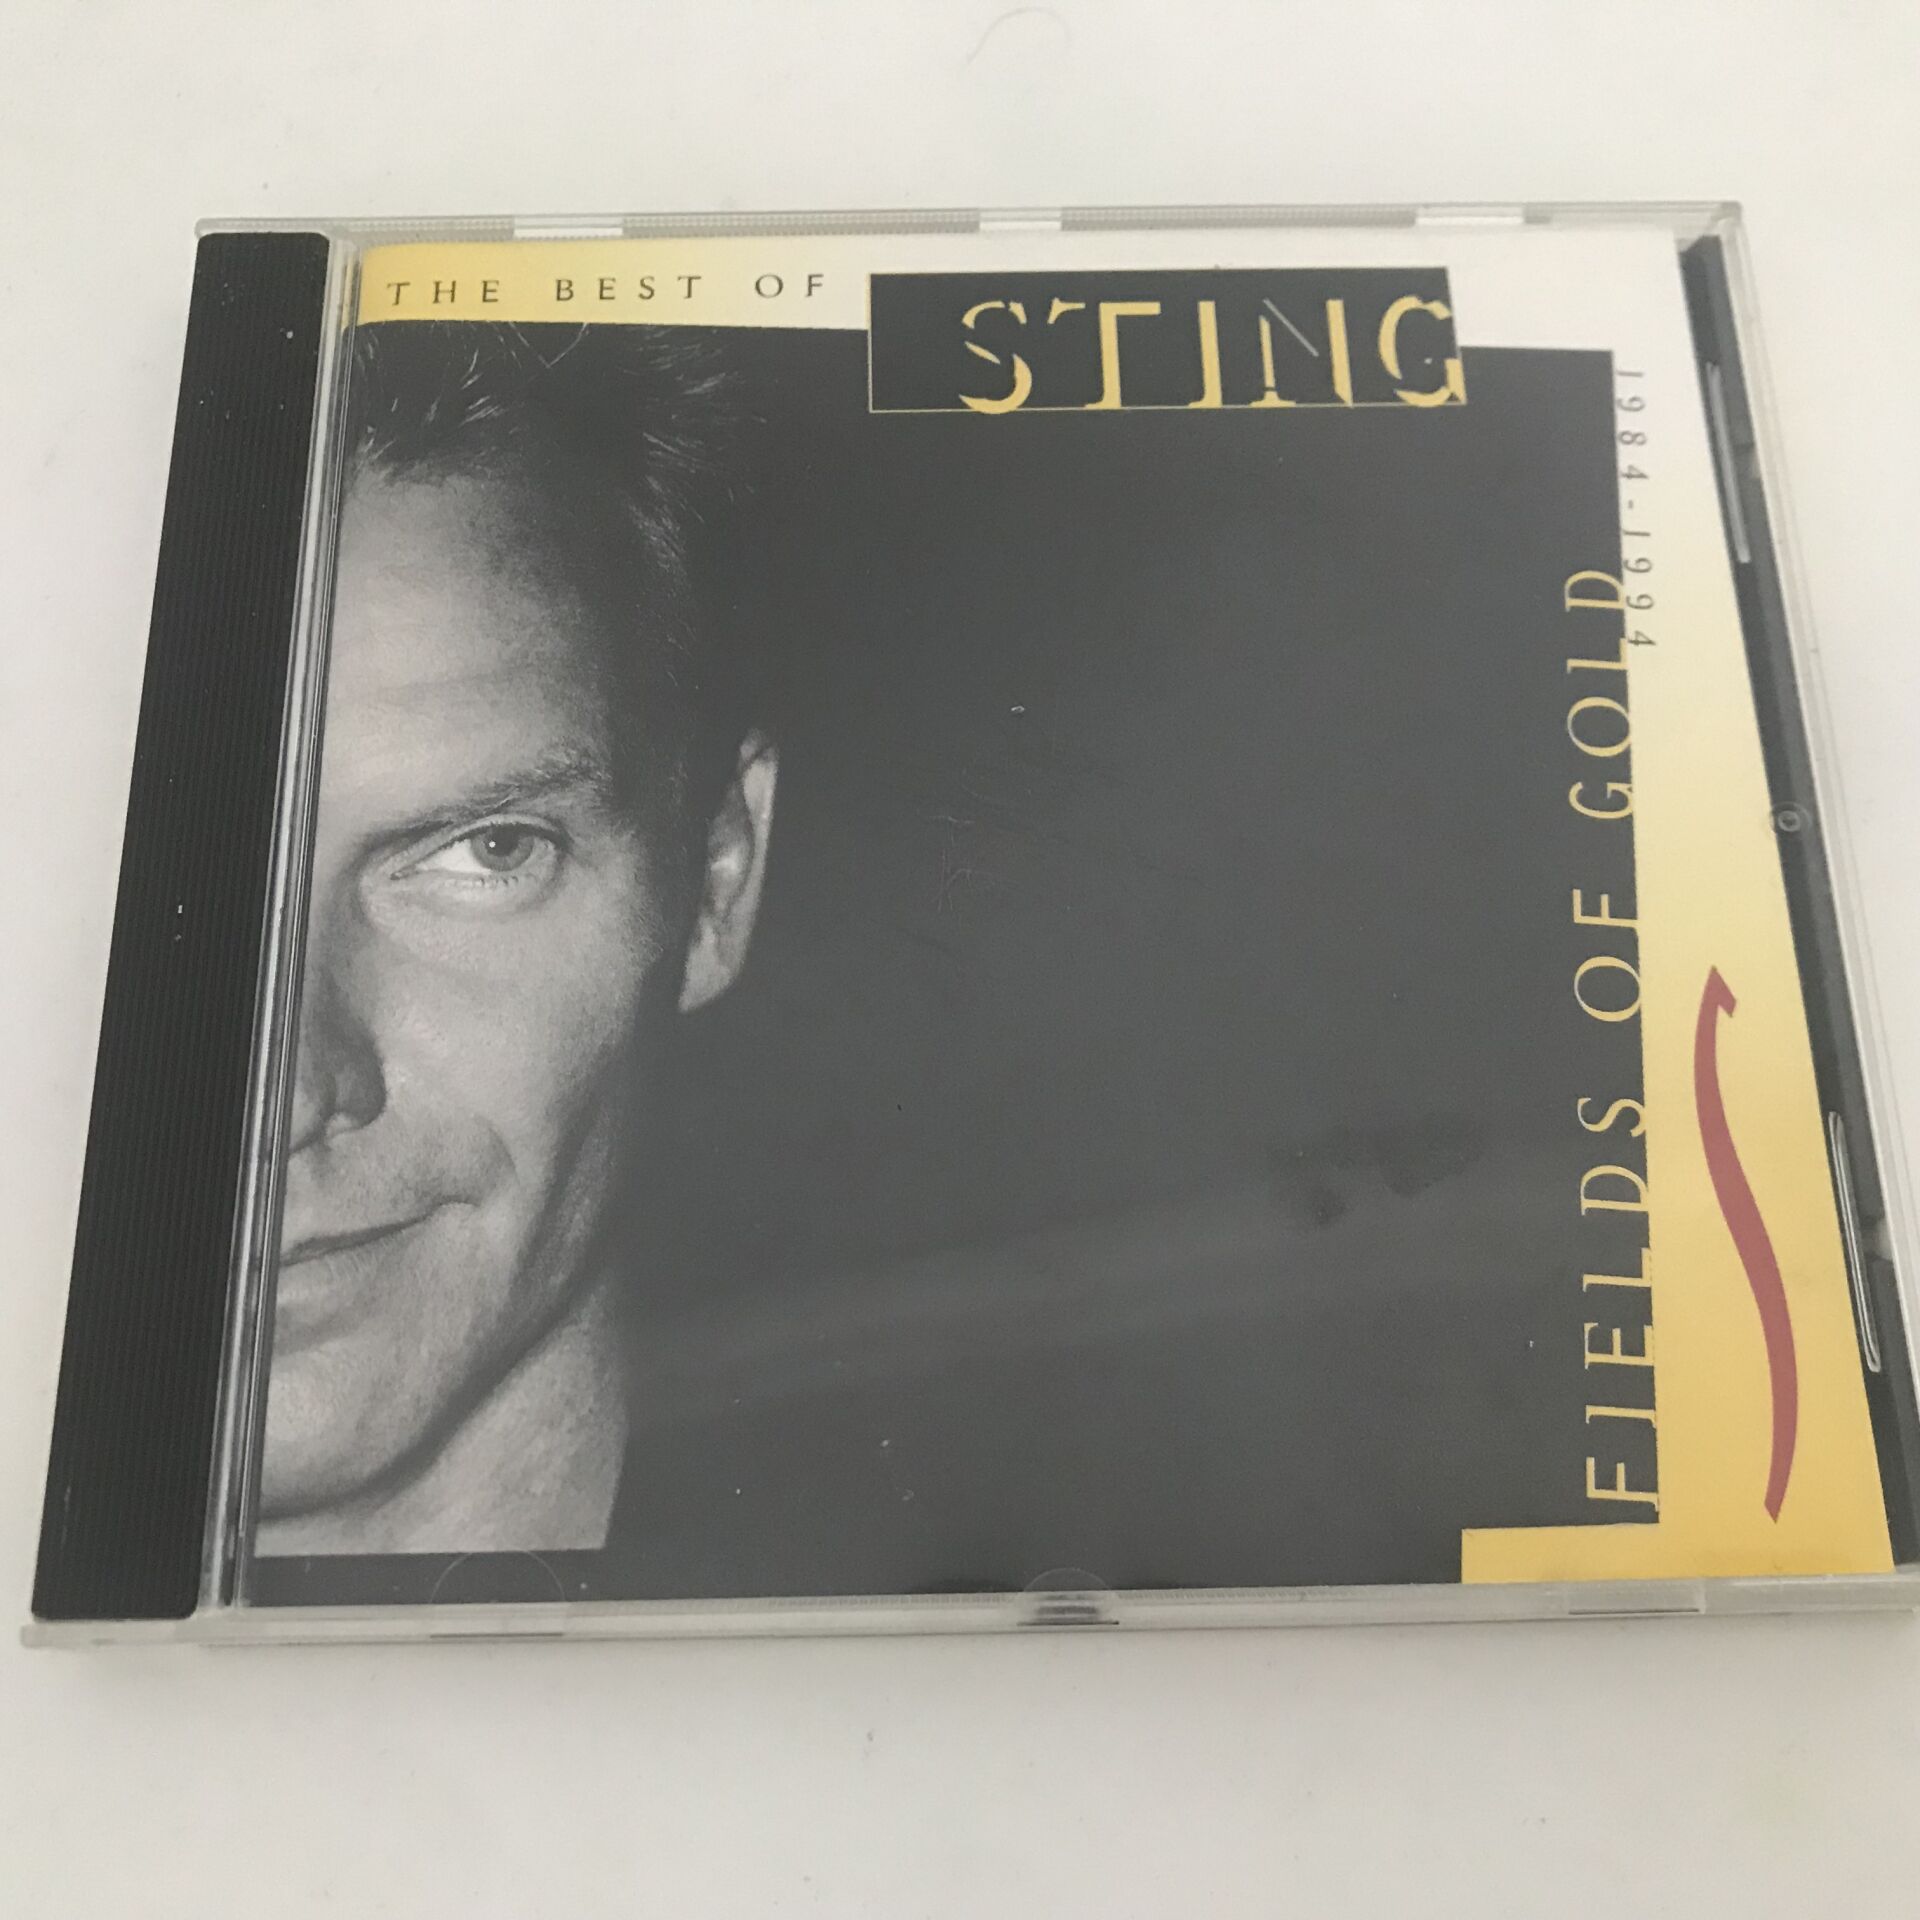 THE BEST OF
STING
1984-1994
FIELDS OF GOLD